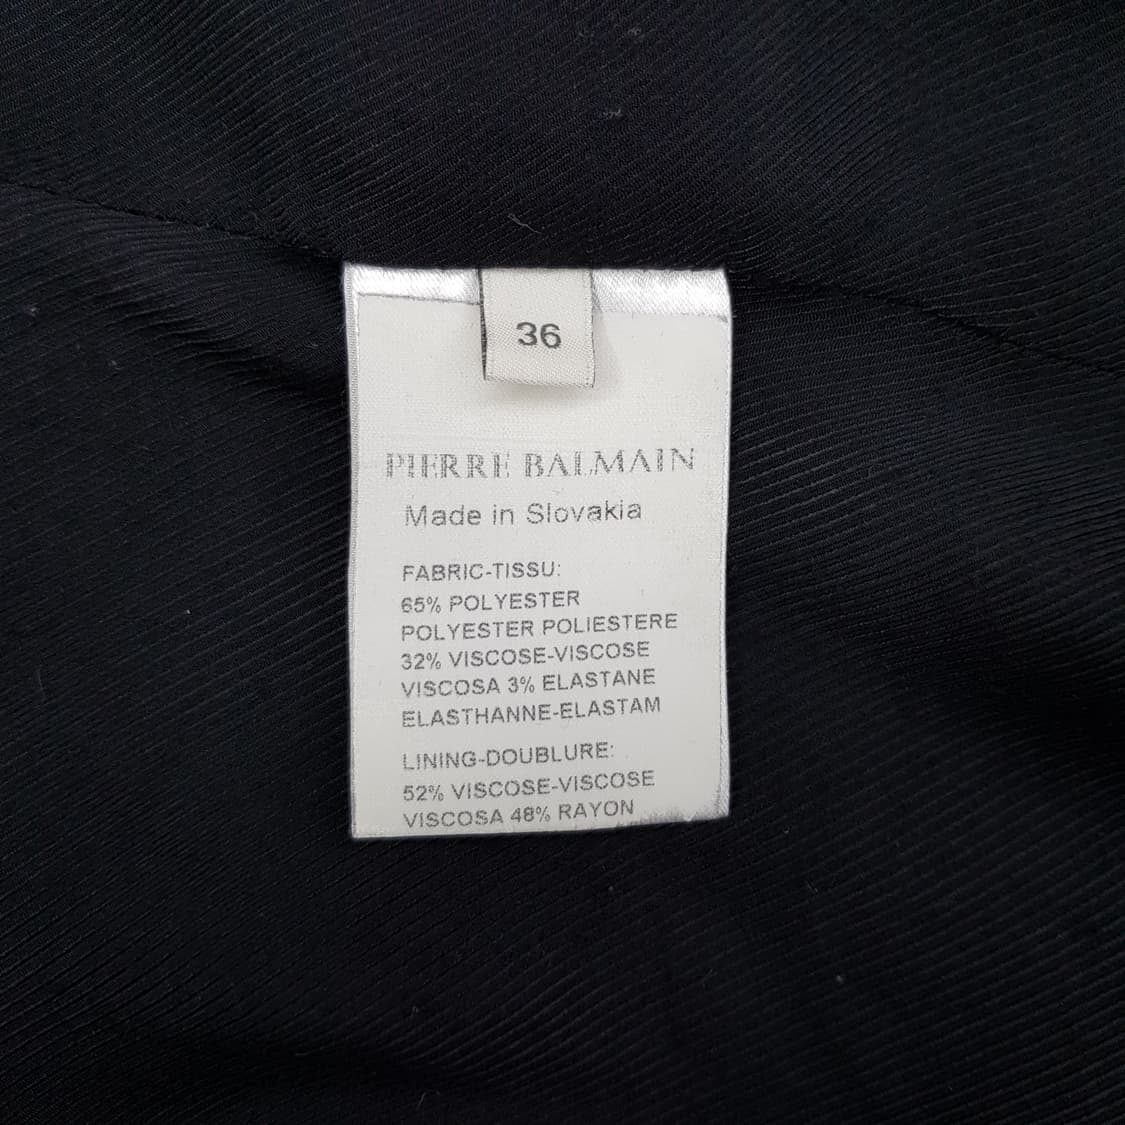 36
PIERRE BALMAIN
Made in Slovakia
FABRIC-TISSU:
65% POLYESTER
POLYESTER POLIESTERE
32% VISCOSE-VISCOSE
VISCOSA 3% ELASTANE
ELASTHANNE-ELASTAM
LINING-DOUBLURE:
52% VISCOSE-VISCOSE
VISCOSA 48% RAYON